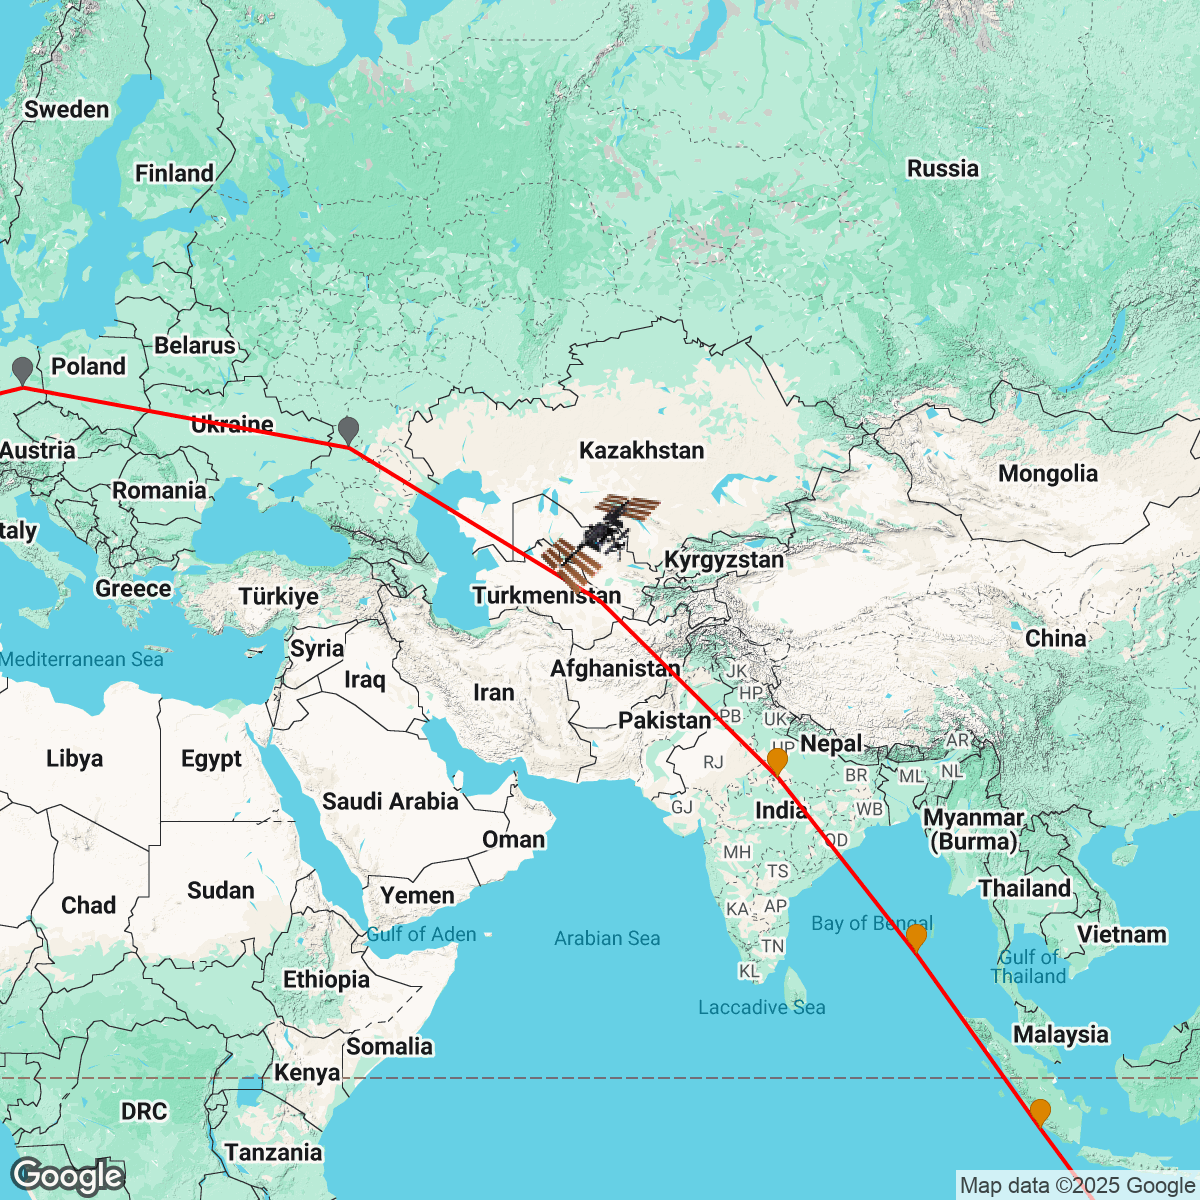 Sweden
Finland
Russia
Belarus
Poland
Ukraine
Austria
Kazakhstan
Mongolia
Romania
taly
Kyrgyzstan
Greece
Türkiye
Turkmenistan
China
Syria
Mediterranean Sea
Afghanistan
JK
Iraq
Iran
HP
Pakistan
PB
UK
UP
Nepal
AR
Libya
Egypt
RJ
BR
ML
NL
Saudi Arabia
GJ
India
WB
Myanmar
(Burma)
Oman
OD
MH
TS
Sudan
Yemen
Thailand
Chad
KA
AP
Gulf of Aden
Arabian Sea
Bay of Bengal
Vietnam
TN
Gulf of
Thailand
Ethiopia
KL
Laccadive Sea
Malaysia
Somalia
Kenya
DRC
Tanzania
Google
Map data ©2025 Google